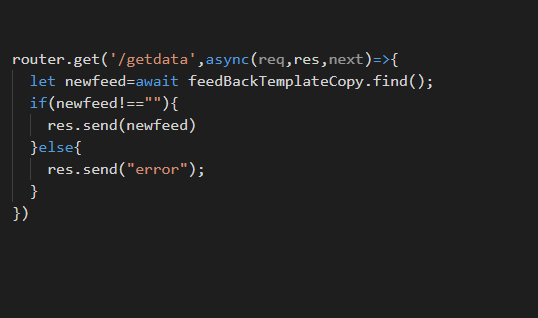 router.get('/getdata',async(req,res,next)=>{
let newfeed=await feedBackTemplateCopy.find();
if(newfeed!==""){
res.send(newfeed)
}else{
res.send("error");
}
})